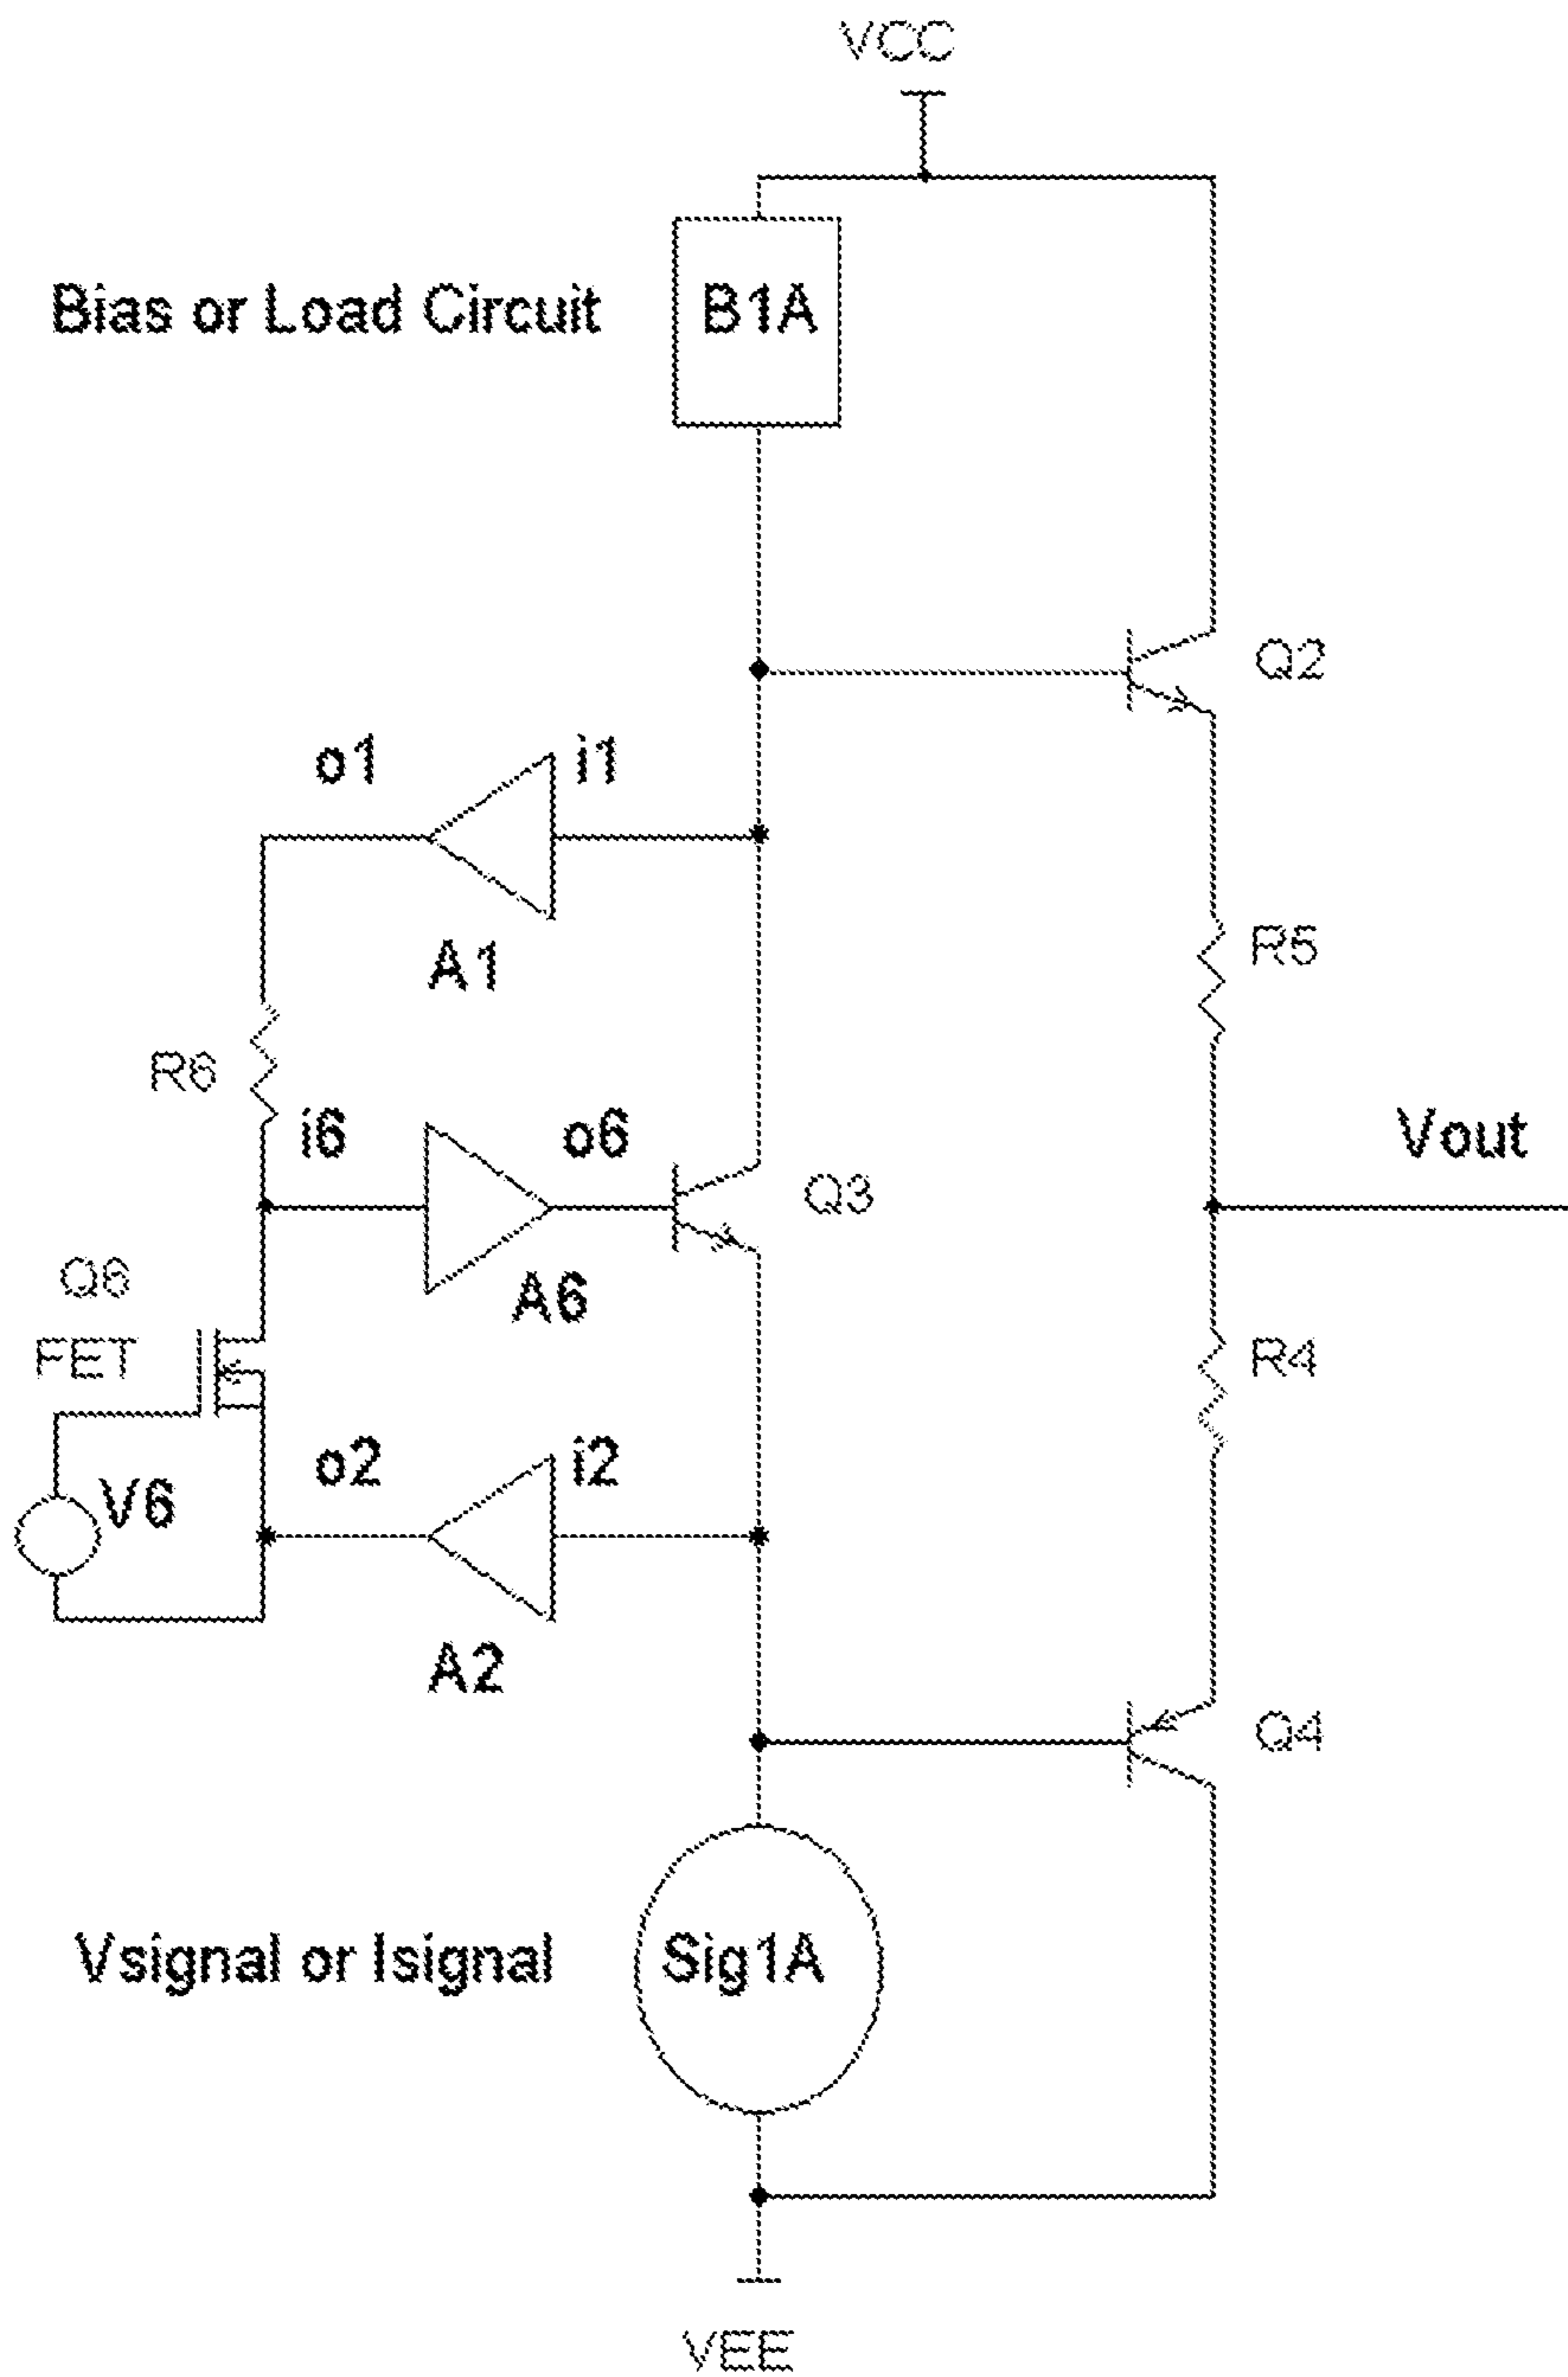 VCC
Bias or Load Circuit
B1A
Q2
o1
i1
A1
R5
R6
i6
o6
Vout
Q3
Q6
FET
A6
R4
o2
i2
V6
A2
Q4
Vsignal or Isignal
Sig1A
VEE